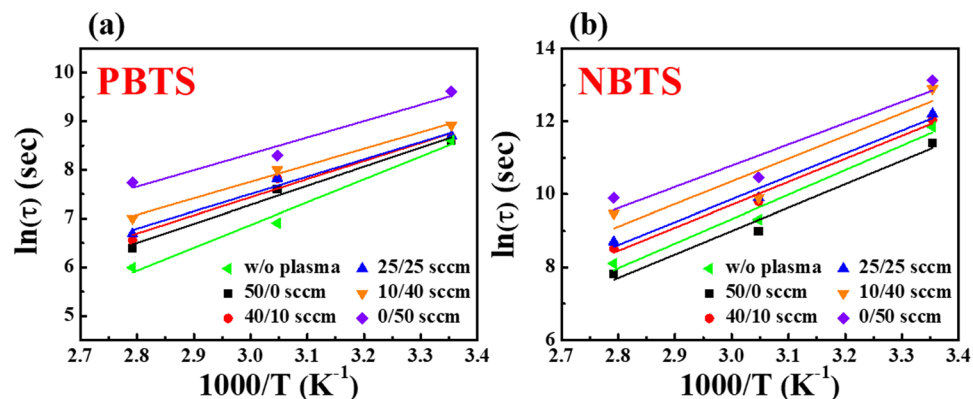 (a)
PBTS
ln(τ) (sec)
10
9
8
7
6
5
w/o plasma
50/0 sccm
40/10 sccm
25/25 sccm
10/40 sccm
0/50 sccm
2.7 2.8 2.9 3.0 3.1 3.2 3.3 3.4
1000/T (K⁻¹)
(b)
NBTS
ln(τ) (sec)
14
12
10
8
6
w/o plasma
50/0 sccm
40/10 sccm
25/25 sccm
10/40 sccm
0/50 sccm
2.7 2.8 2.9 3.0 3.1 3.2 3.3 3.4
1000/T (K⁻¹)